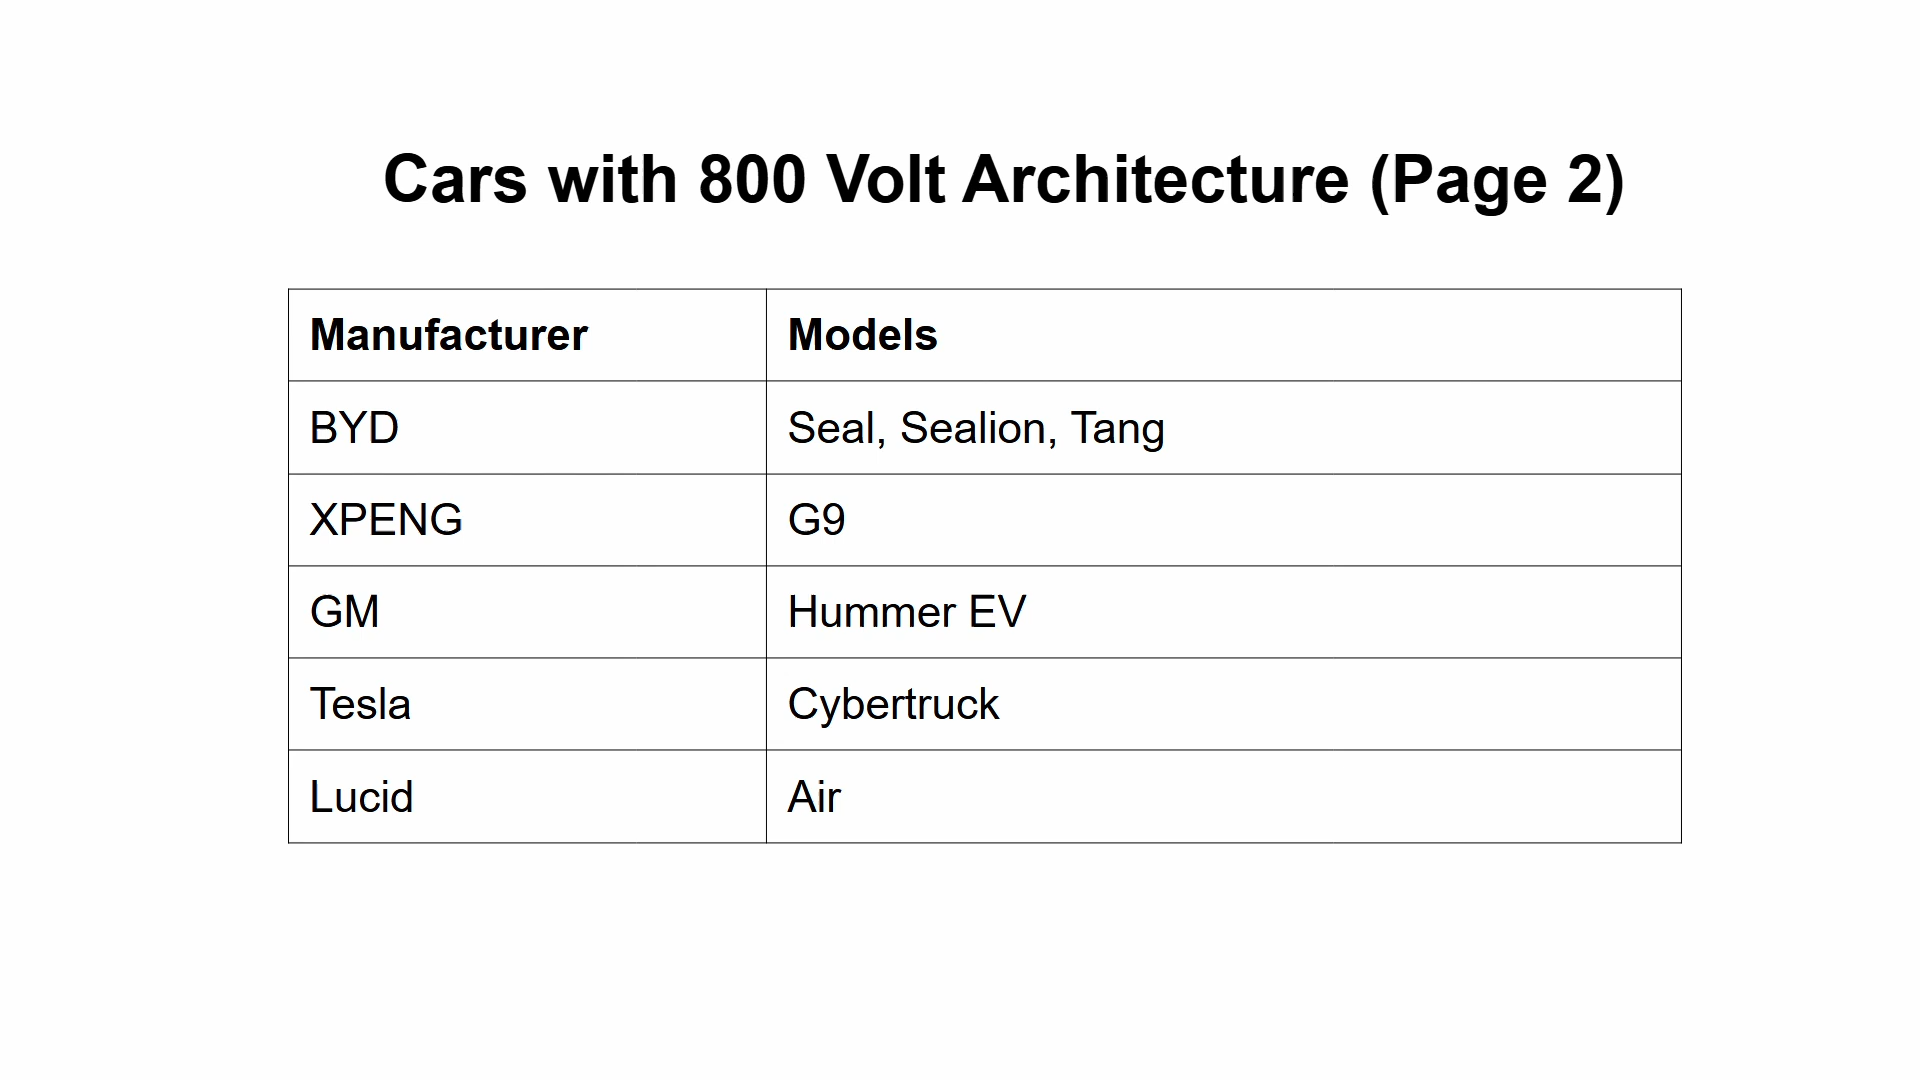 Cars with 800 Volt Architecture (Page 2)
Manufacturer Models
BYD Seal, Sealion, Tang
XPENG G9
GM Hummer EV
Tesla Cybertruck
Lucid Air